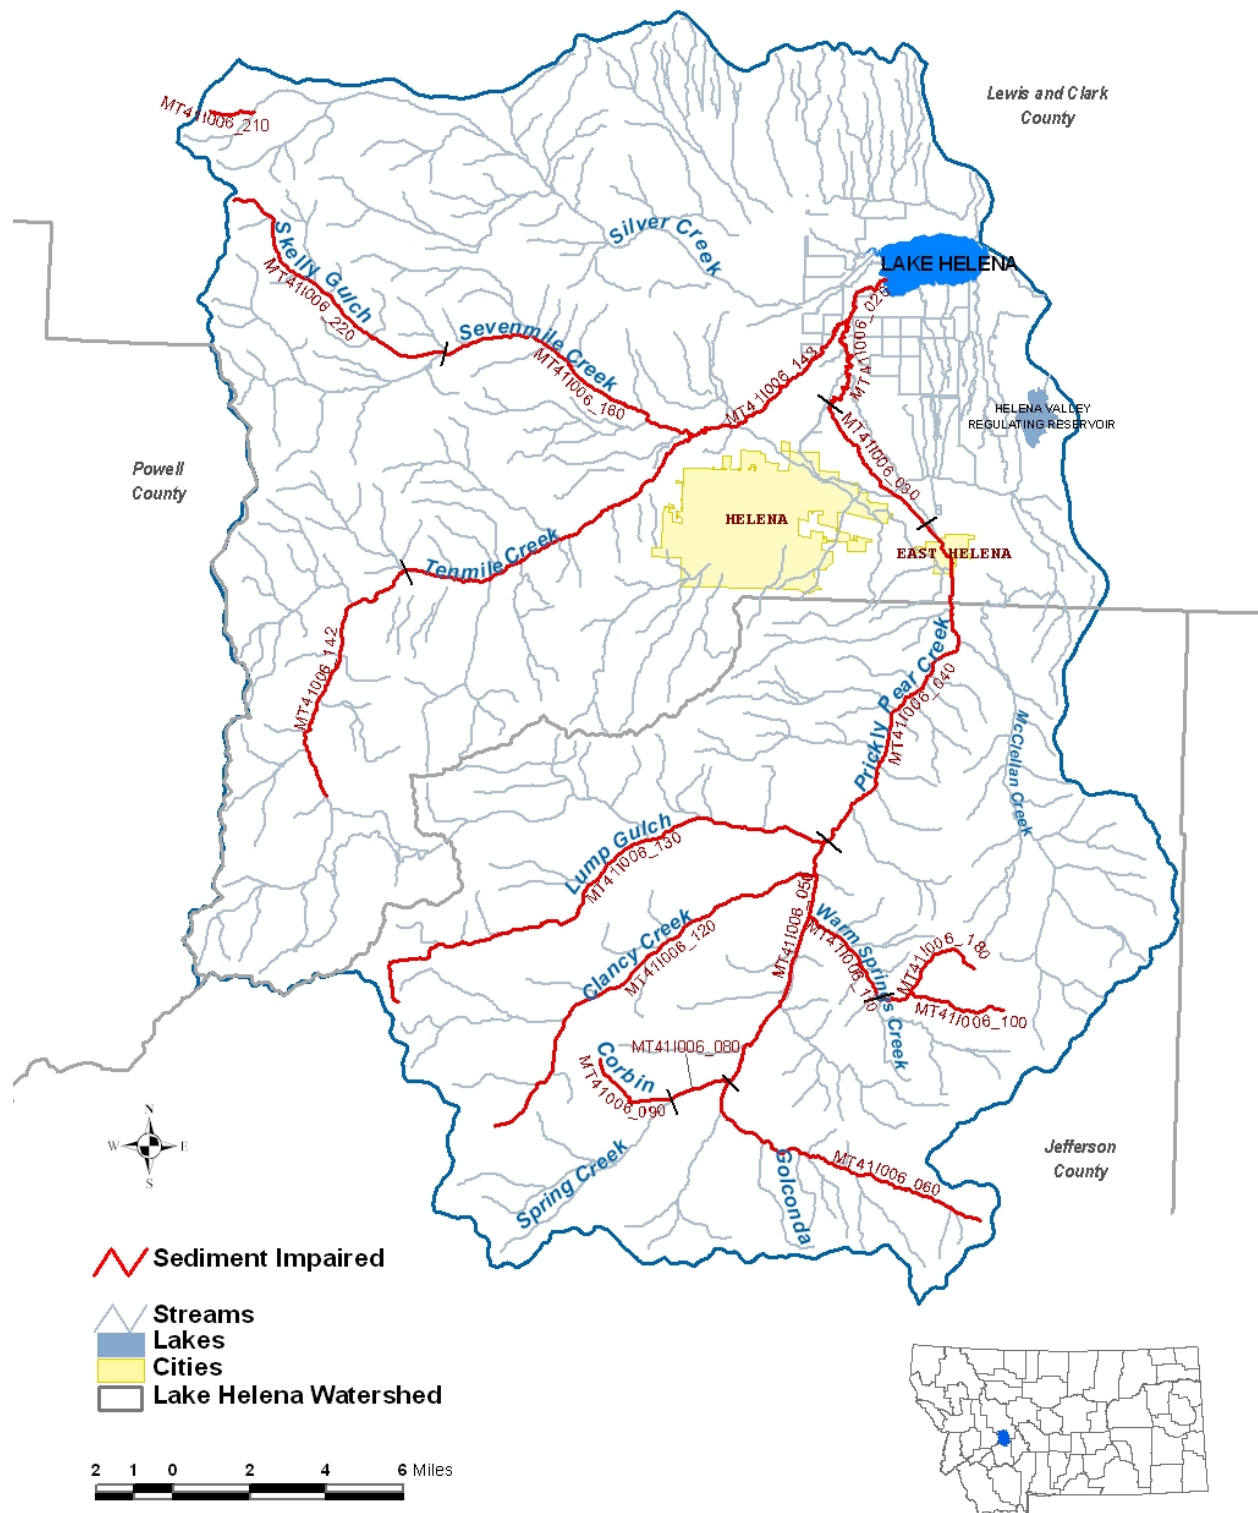 Lewis and Clark
County
MT41I006_210
Silver Creek
Skelly Gulch
MT41I006_220
LAKE HELENA
MT41I006_020
Sevenmile Creek
MT41I006_160
MT41I006_143
HELENA VALLEY
REGULATING RESERVOIR
MT41I006_030
Powell
County
HELENA
EAST HELENA
Tenmile Creek
MT41I006_142
Prickly Pear Creek
MT41I006_040
McClellan Creek
Lump Gulch
MT41I006_130
Clancy Creek
MT41I006_120
MT41I006_050
Warm Springs Creek
MT41I006_110
MT41I006_180
MT41I006_100
MT41I006_080
Corbin
MT41I006_090
Spring Creek
Golconda
MT41I006_060
Jefferson
County
N
W
E
S
Sediment Impaired
Streams
Lakes
Cities
Lake Helena Watershed
2 1 0 2 4 6 Miles